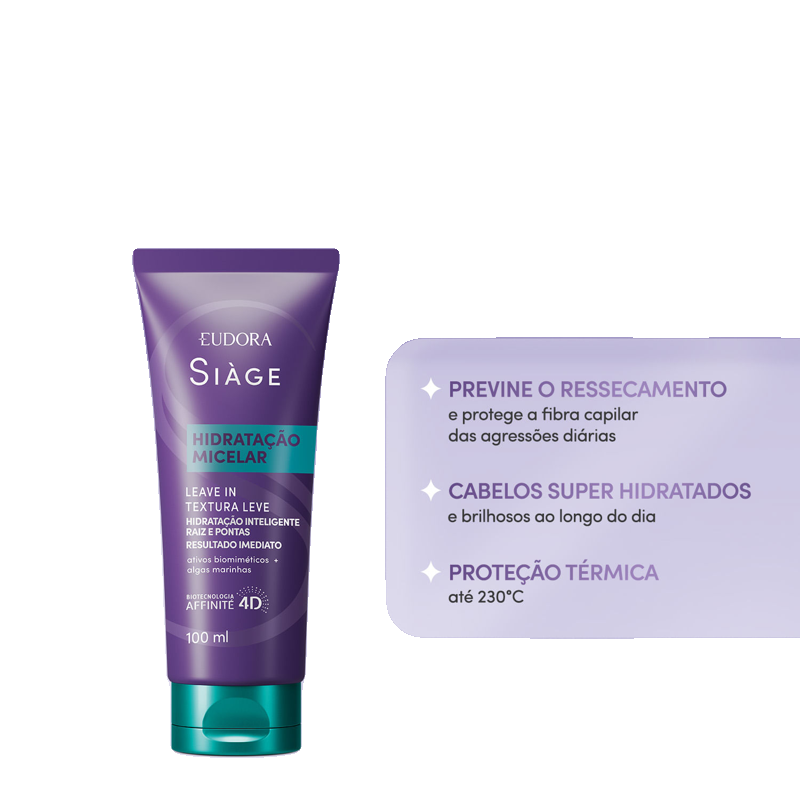 EUDORA
SIÀGE
HIDRATAÇÃO
MICELAR
LEAVE IN
TEXTURA LEVE
HIDRATAÇÃO INTELIGENTE
RAIZ E PONTAS
RESULTADO IMEDIATO
ativos biomiméticos +
algas marinhas
BIOTECNOLOGIA
AFFINITÉ 4D
100 ml
PREVINE O RESSECAMENTO
e protege a fibra capilar
das agressões diárias
CABELOS SUPER HIDRATADOS
e brilhosos ao longo do dia
PROTEÇÃO TÉRMICA
até 230°C